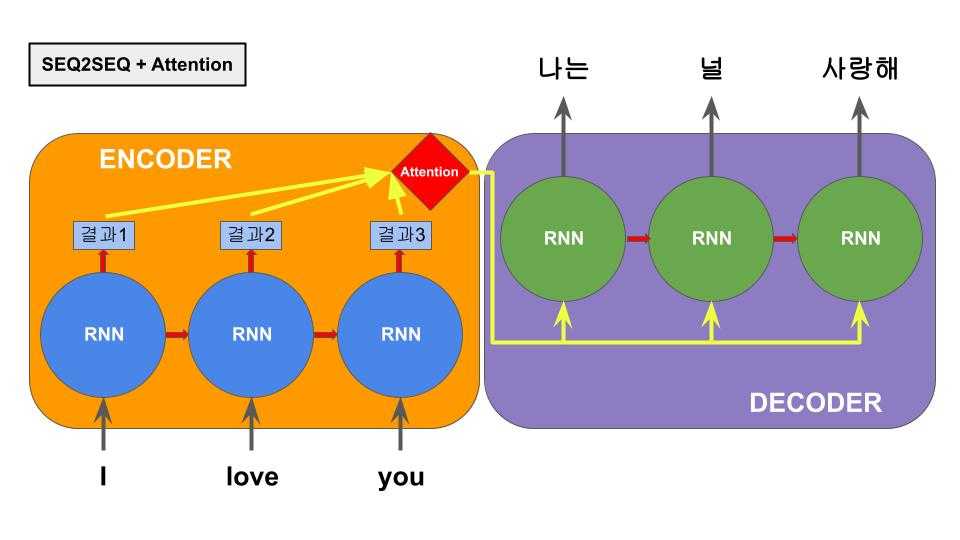 SEQ2SEQ + Attention
나는 널 사랑해
ENCODER
Attention
결과1 결과2 결과3
RNN RNN RNN
RNN RNN RNN
DECODER
I love you